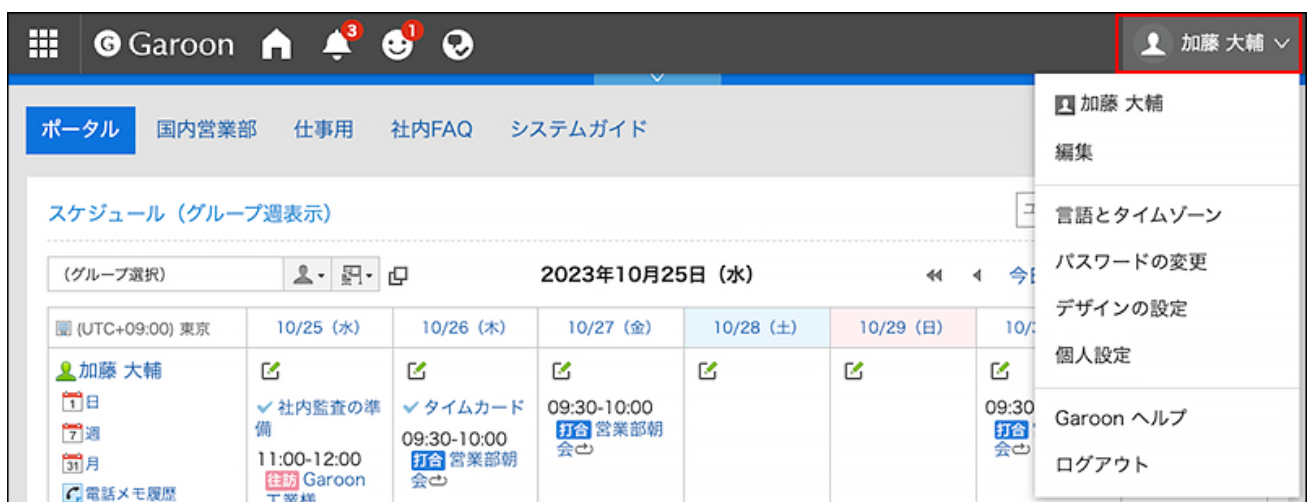 Garoon 3 1 加藤 大輔
加藤 大輔
編集
言語とタイムゾーン
パスワードの変更
デザインの設定
個人設定
Garoon ヘルプ
ログアウト
ポータル 国内営業部 仕事用 社内FAQ システムガイド
スケジュール（グループ週表示）
（グループ選択） 2023年10月25日（水）
(UTC+09:00) 東京 10/25（水） 10/26（木） 10/27（金） 10/28（土） 10/29（日）
加藤 大輔
1 日
7 週
31 月
電話メモ履歴
社内監査の準
備
11:00-12:00
往訪 Garoon
工業様
タイムカード
09:30-10:00
打合 営業部朝
会
09:30-10:00
打合 営業部朝
会
09:30
打合
会